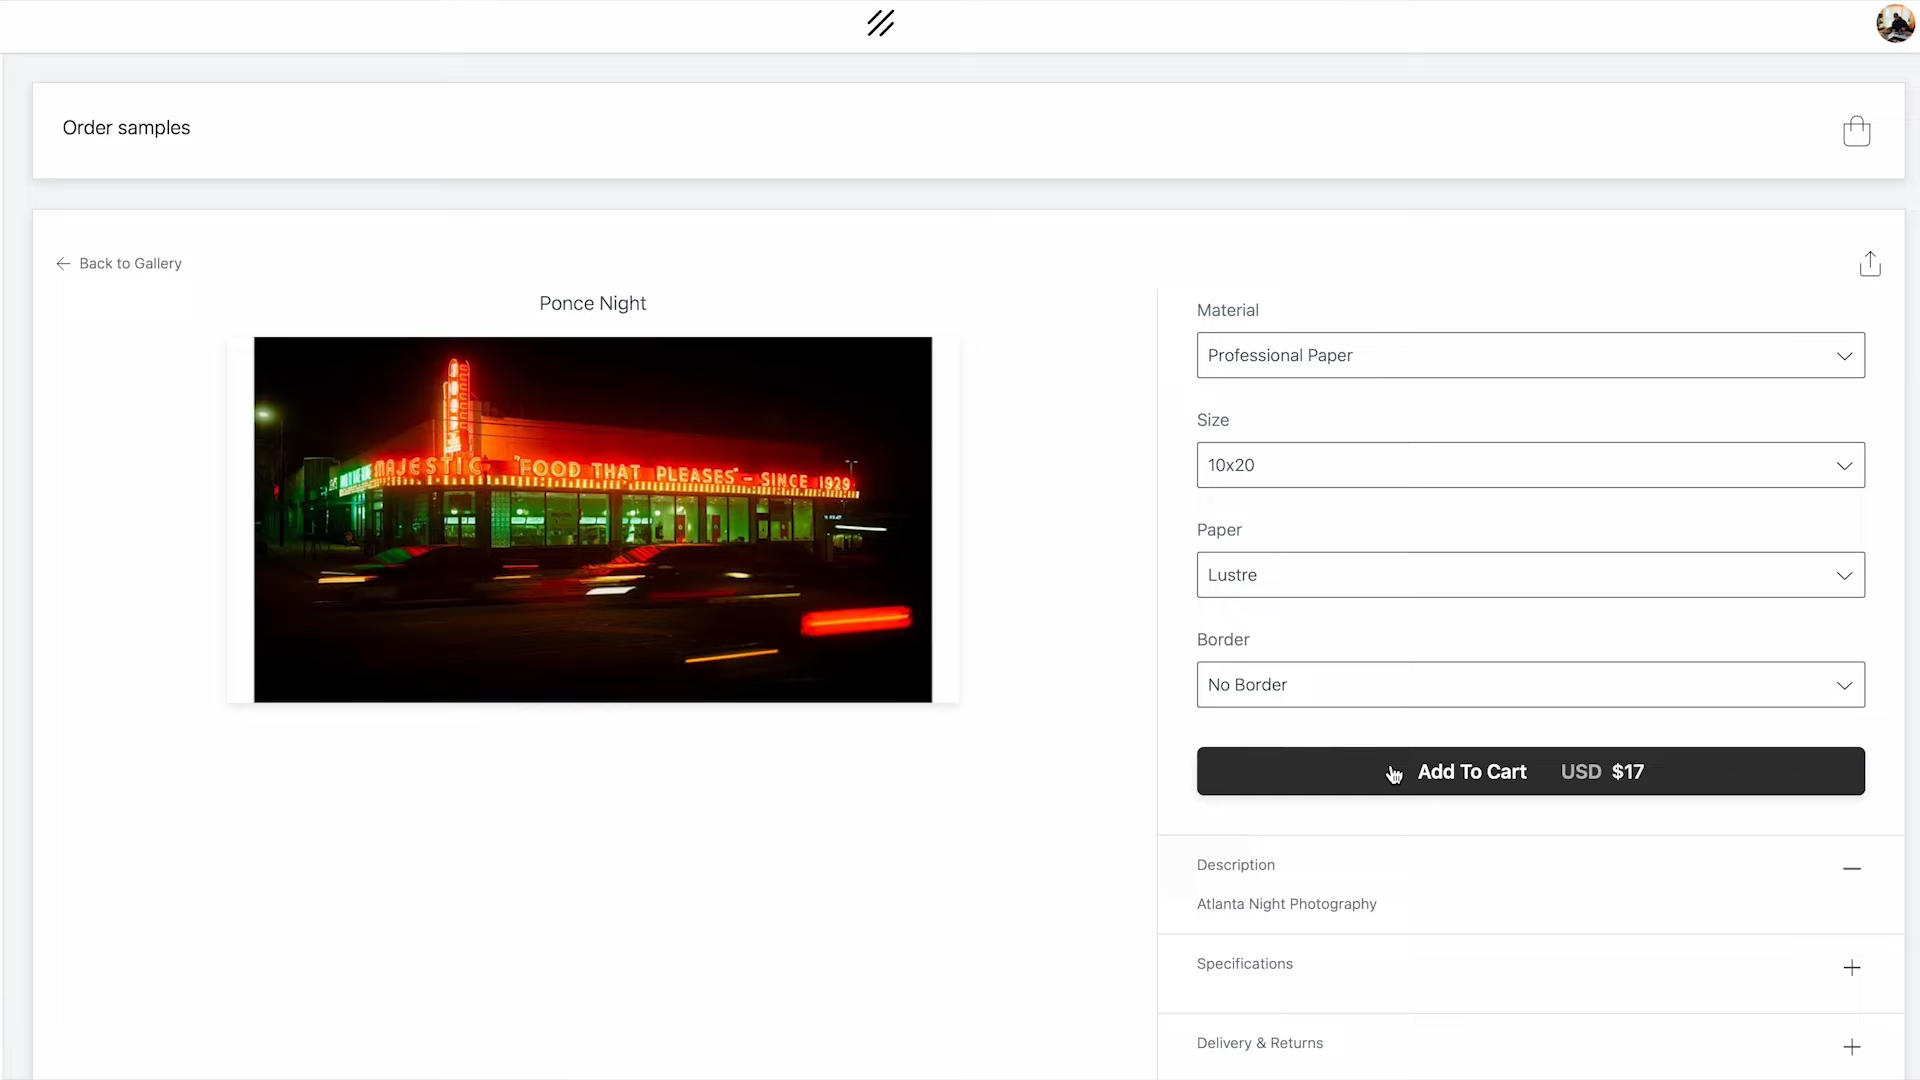 Order samples
Back to Gallery
Ponce Night
MAJESTIC "FOOD THAT PLEASES" - SINCE 1929
Material
Professional Paper
Size
10x20
Paper
Lustre
Border
No Border
Add To Cart USD $17
Description
Atlanta Night Photography
Specifications
Delivery & Returns